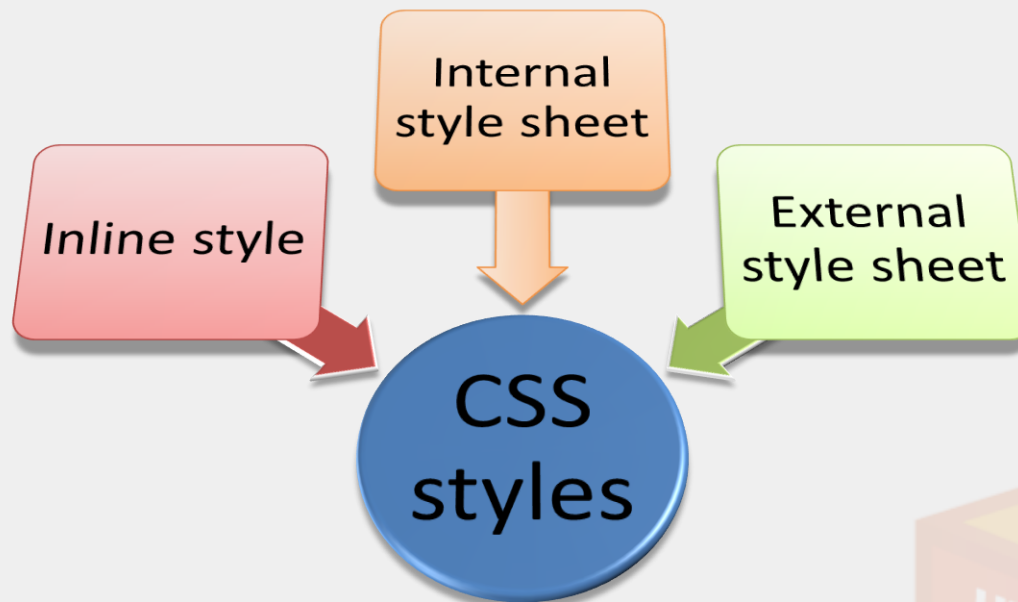 Internal
style sheet
Inline style
External
style sheet
CSS
styles